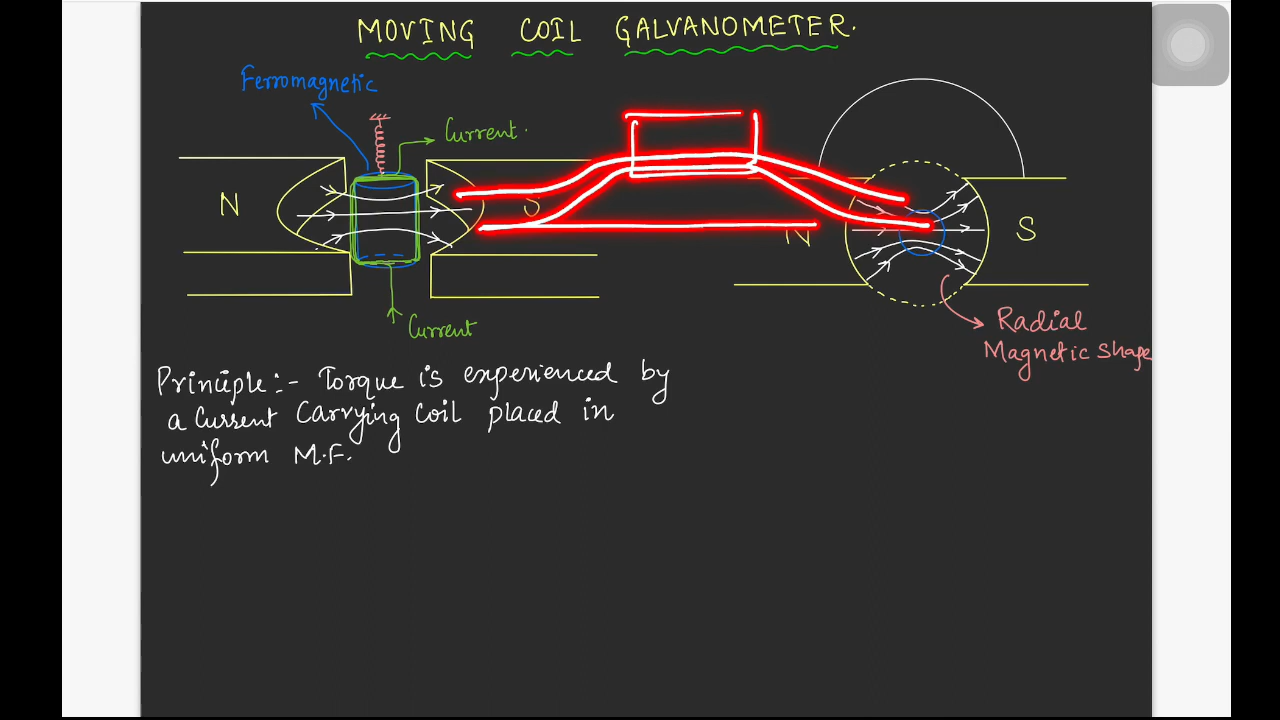 MOVING COIL GALVANOMETER.
Ferromagnetic
Current.
N
S
N
S
Current
Radial
Magnetic Shape
Principle:- Torque is experienced by
a Current Carrying Coil placed in
uniform M.F.